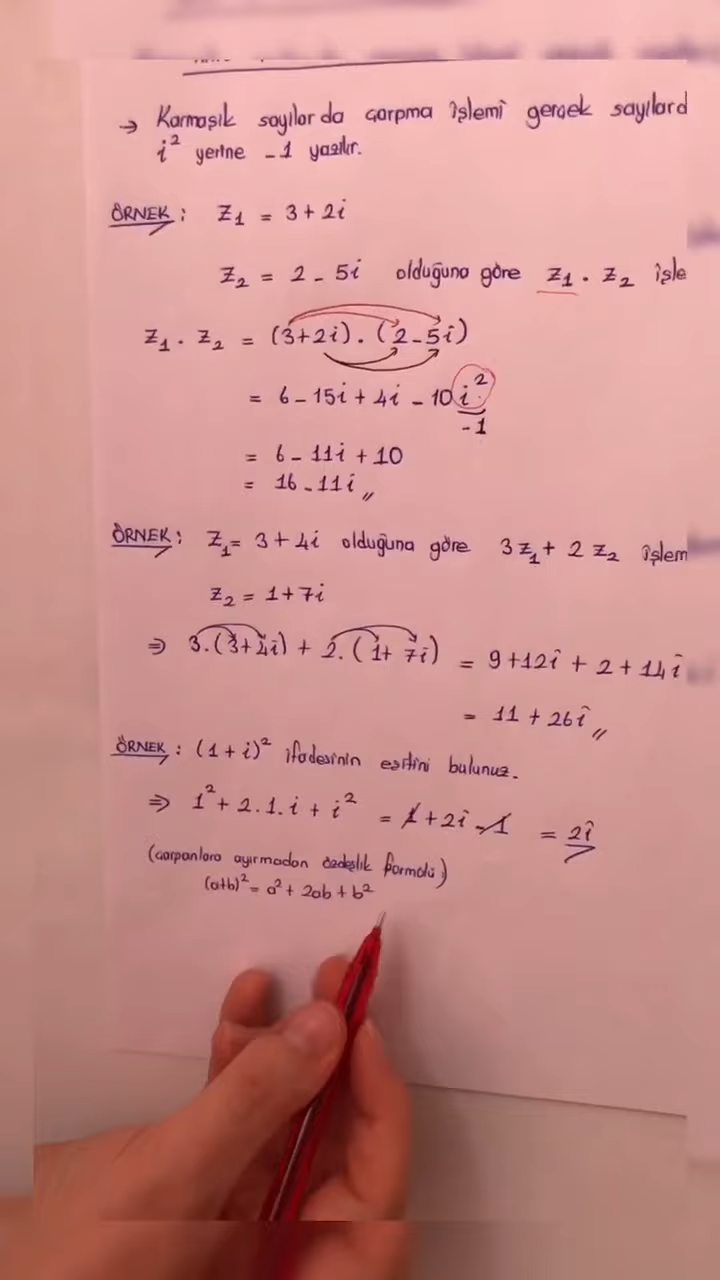 → Karmaşık sayılarda çarpma işlemi gerçek sayılard
i² yerine -1 yazılır.
ÖRNEK: z₁ = 3 + 2i
z₂ = 2 - 5i olduğuna göre z₁ . z₂ işle
z₁ . z₂ = (3+2i) . (2-5i)
= 6 - 15i + 4i - 10i²
-1
= 6 - 11i + 10
= 16 - 11i //
ÖRNEK: z₁ = 3 + 4i olduğuna göre 3z₁ + 2z₂ işlem
z₂ = 1 + 7i
⇒ 3.(3+4i) + 2.(1+7i) = 9 + 12i + 2 + 14i
= 11 + 26i //
ÖRNEK: (1+i)² ifadesinin eşitini bulunuz.
⇒ 1² + 2.1.i + i² = 1 + 2i - 1 = 2i
(çarpanlara ayırmadan özdeşlik formülü)
(a+b)² = a² + 2ab + b²